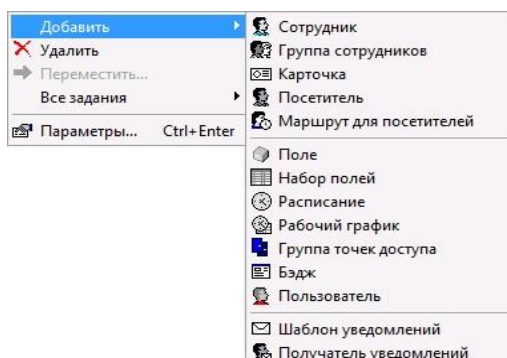 Добавить
Удалить
Переместить...
Все задания
Параметры... Ctrl+Enter
Сотрудник
Группа сотрудников
Карточка
Посетитель
Маршрут для посетителей
Поле
Набор полей
Расписание
Рабочий график
Группа точек доступа
Бэдж
Пользователь
Шаблон уведомлений
Получатель уведомлений